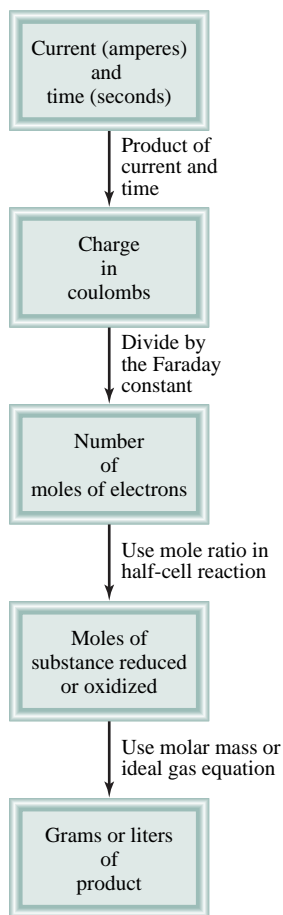 Current (amperes)
and
time (seconds)
Product of
current and
time
Charge
in
coulombs
Divide by
the Faraday
constant
Number
of
moles of electrons
Use mole ratio in
half-cell reaction
Moles of
substance reduced
or oxidized
Use molar mass or
ideal gas equation
Grams or liters
of
product